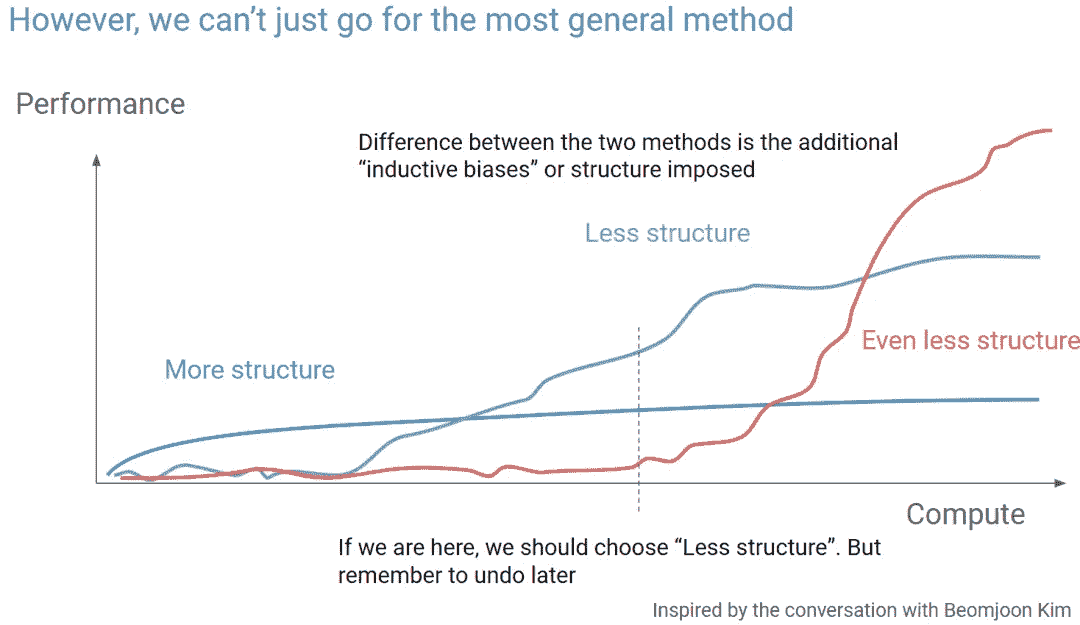 However, we can't just go for the most general method
Performance
Difference between the two methods is the additional
“inductive biases” or structure imposed
Less structure
Even less structure
More structure
Compute
If we are here, we should choose “Less structure”. But
remember to undo later
Inspired by the conversation with Beomjoon Kim